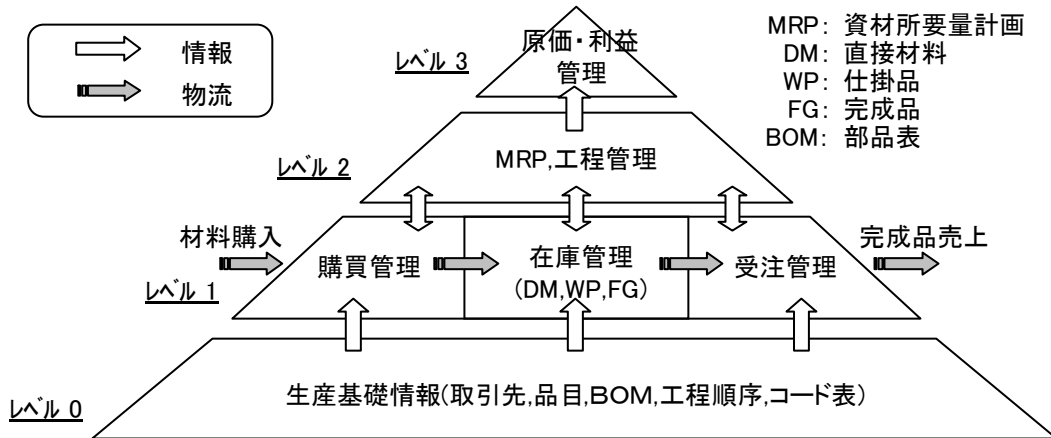 情報
物流
MRP: 資材所要量計画
DM: 直接材料
WP: 仕掛品
FG: 完成品
BOM: 部品表
レベル 3
原価・利益
管理
レベル 2
MRP,工程管理
材料購入
レベル 1
購買管理
在庫管理
(DM,WP,FG)
受注管理
完成品売上
レベル 0
生産基礎情報(取引先,品目,BOM,工程順序,コード表)